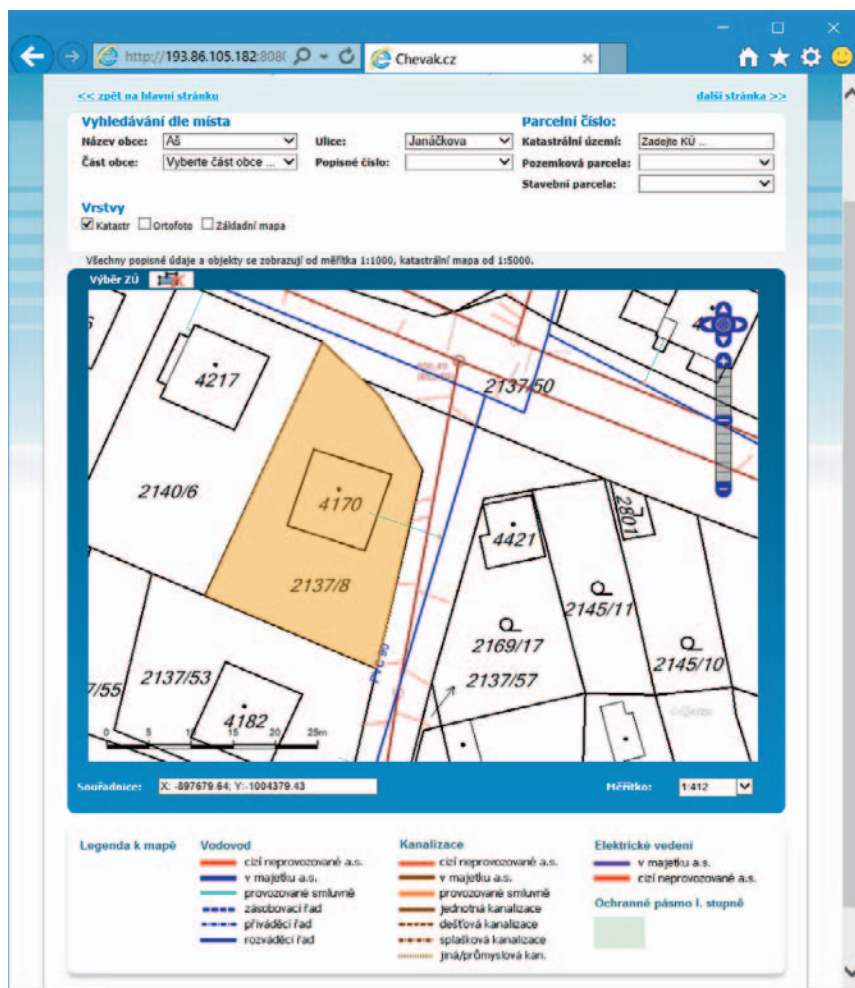 http://193.86.105.182:808
Chevak.cz
<< zpět na hlavní stránku
další stránka >>
Vyhledávání dle místa
Parcelní číslo:
Název obce: Aš Ulice: Janáčkova Katastrální území: Zadejte KÚ ...
Část obce: Vyberte část obce ... Popisné číslo: Pozemková parcela:
Stavební parcela:
Vrstvy
Katastr Ortofoto Základní mapa
Všechny popisné údaje a objekty se zobrazují od měřítka 1:1000, katastrální mapa od 1:5000.
Výběr ZÚ
4217
2137/50
2140/6
4170
2801
4421
2137/8
2145/11
2169/17
2145/10
PVC 90
2137/53
2137/57
7/55
4182
0 5 10 15 20 25m
Souřadnice: X: -897679.64; Y:-1004379.43 Měřítko: 1:412
Legenda k mapě Vodovod Kanalizace Elektrické vedení
cizí neprovozované a.s. cizí neprovozované a.s. v majetku a.s.
v majetku a.s. v majetku a.s. cizí neprovozované a.s.
provozované smluvně provozované smluvně
zásobovací řad jednotná kanalizace Ochranné pásmo I. stupně
přiváděcí řad dešťová kanalizace
rozváděcí řad splašková kanalizace
jiná/průmyslová kan.